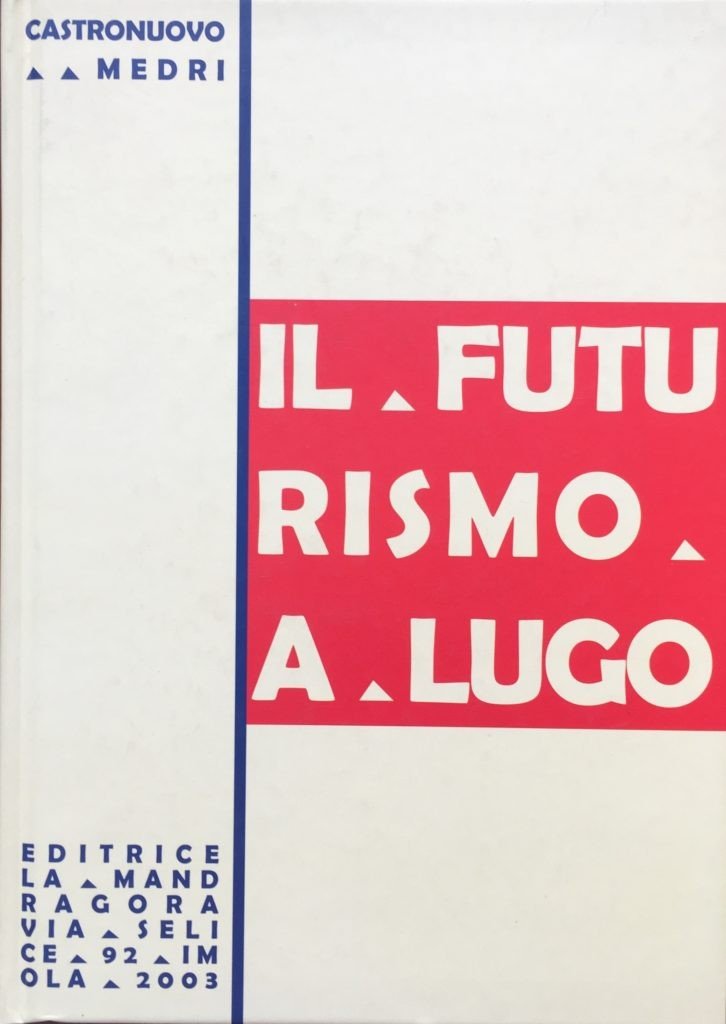 CASTRONUOVO
▲ ▲ MEDRI
IL ▲ FUTU
RISMO ▲
A ▲ LUGO
EDITRICE
LA ▲ MAND
RAGORA
VIA ▲ SELI
CE ▲ 92 ▲ IM
OLA ▲ 2003